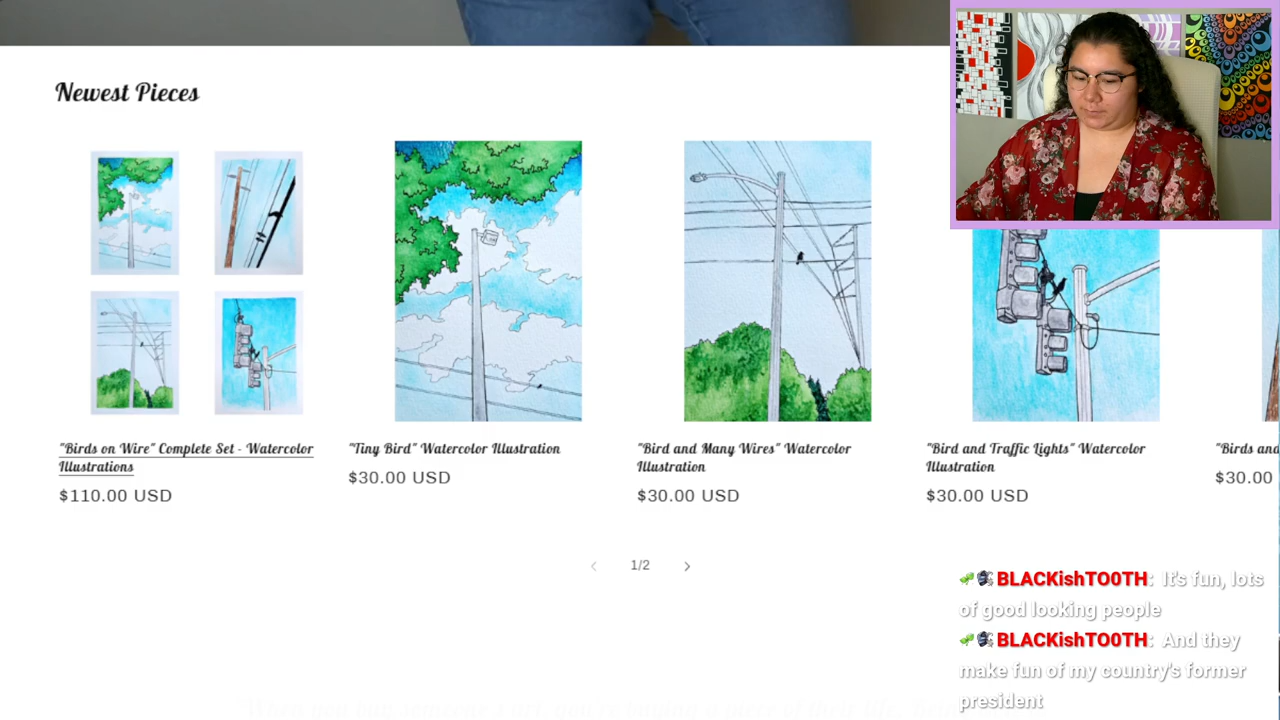 Newest Pieces
"Birds on Wire" Complete Set - Watercolor
Illustrations
$110.00 USD
"Tiny Bird" Watercolor Illustration
$30.00 USD
"Bird and Many Wires" Watercolor
Illustration
$30.00 USD
"Bird and Traffic Lights" Watercolor
Illustration
$30.00 USD
"Birds and
$30.00
1/2
BLACKishTO0TH: It's fun, lots
of good looking people
BLACKishTO0TH: And they
make fun of my country's former
president